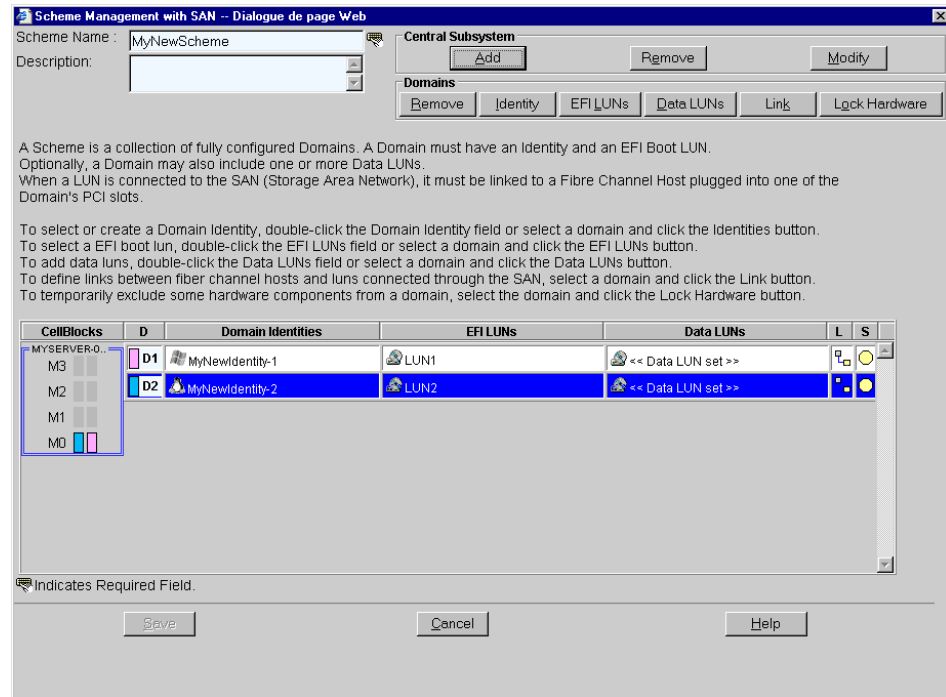 Scheme Management with SAN -- Dialogue de page Web
Scheme Name :
MyNewScheme
Description:
Central Subsystem
Add
Remove
Modify
Domains
Remove
Identity
EFI LUNs
Data LUNs
Link
Lock Hardware
A Scheme is a collection of fully configured Domains. A Domain must have an Identity and an EFI Boot LUN.
Optionally, a Domain may also include one or more Data LUNs.
When a LUN is connected to the SAN (Storage Area Network), it must be linked to a Fibre Channel Host plugged into one of the
Domain's PCI slots.
To select or create a Domain Identity, double-click the Domain Identity field or select a domain and click the Identities button.
To select a EFI boot lun, double-click the EFI LUNs field or select a domain and click the EFI LUNs button.
To add data luns, double-click the Data LUNs field or select a domain and click the Data LUNs button.
To define links between fiber channel hosts and luns connected through the SAN, select a domain and click the Link button.
To temporarily exclude some hardware components from a domain, select the domain and click the Lock Hardware button.
CellBlocks D Domain Identities EFI LUNs Data LUNs L S
MYSERVER-0..
M3
M2
M1
M0
D1 MyNewIdentity-1 LUN1 << Data LUN set >>
D2 MyNewIdentity-2 LUN2 << Data LUN set >>
Indicates Required Field.
Save
Cancel
Help